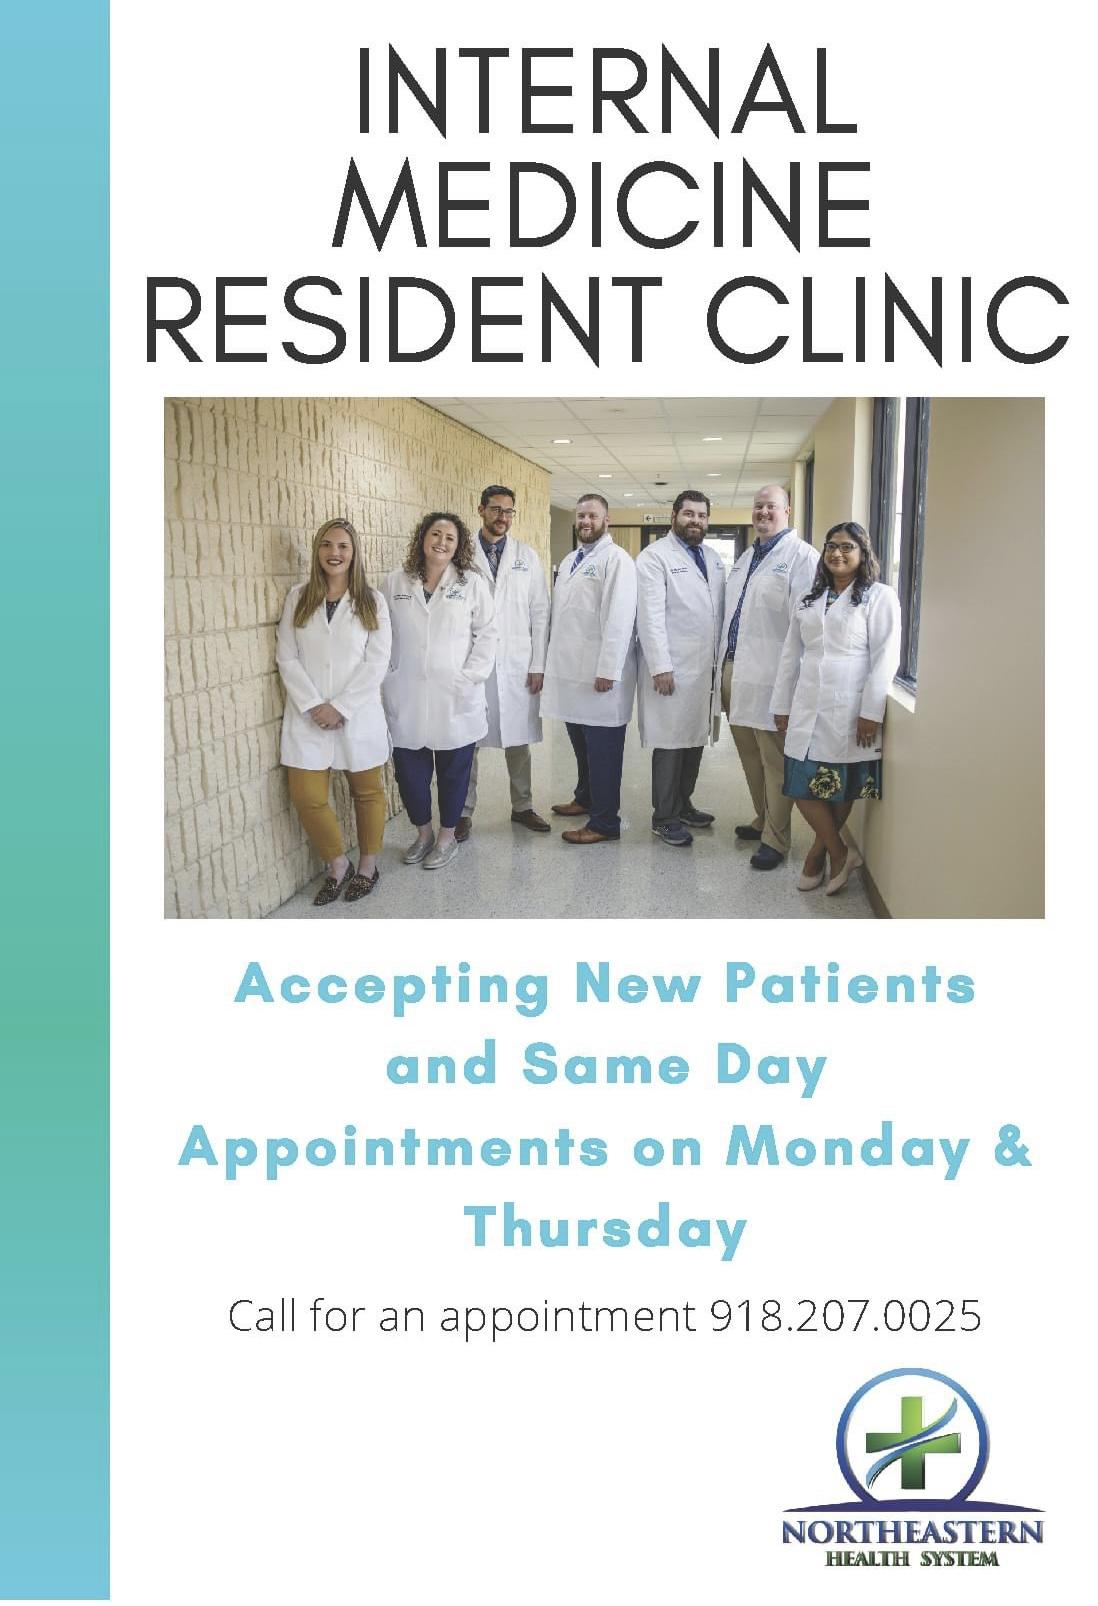 INTERNAL
MEDICINE
RESIDENT CLINIC
Accepting New Patients
and Same Day
Appointments on Monday &
Thursday
Call for an appointment 918.207.0025
NORTHEASTERN
HEALTH SYSTEM